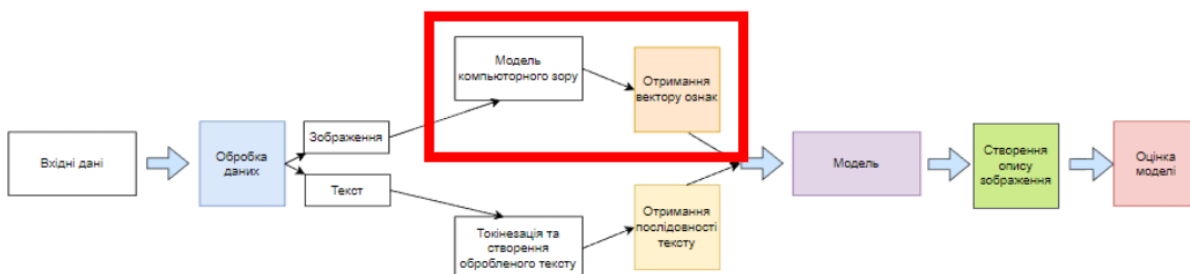 Вхідні дані
Обробка
даних
Зображення
Текст
Модель
компьюторного зору
Отримання
вектору ознак
Токінезація та
створення
обробленого тексту
Отримання
послідовності
тексту
Модель
Створення
опису
зображення
Оцінка
моделі